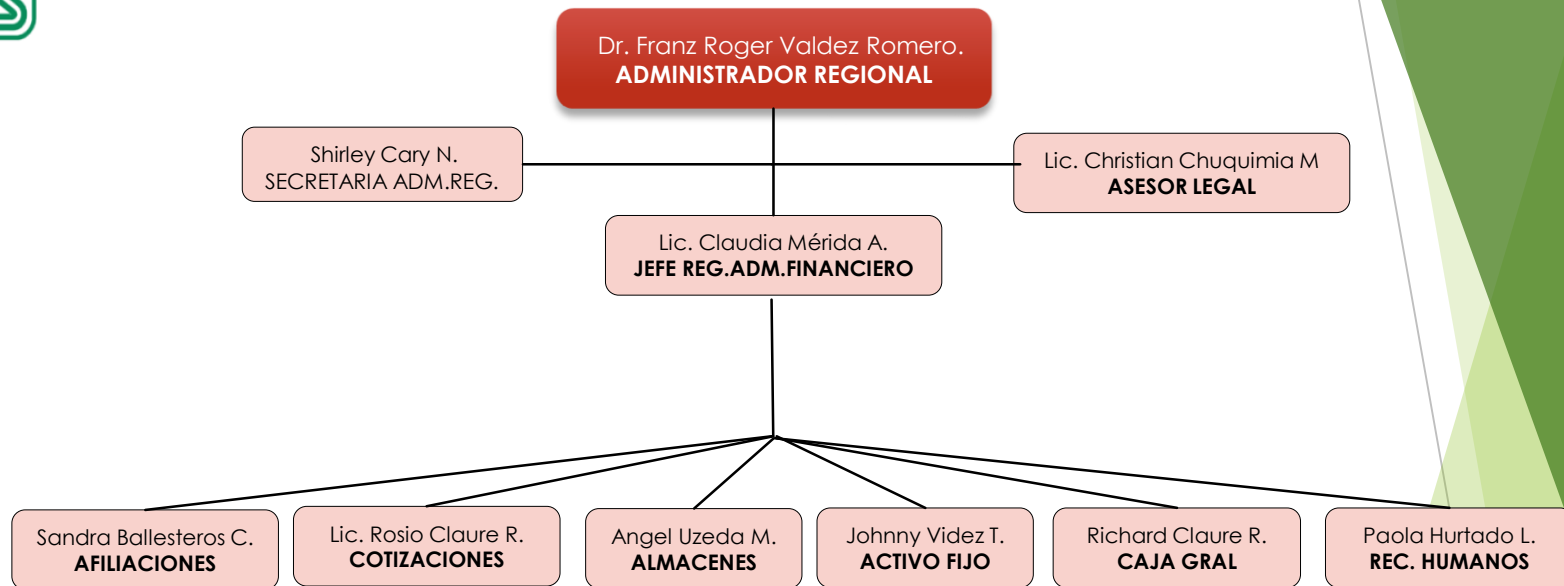 Dr. Franz Roger Valdez Romero.
ADMINISTRADOR REGIONAL
Shirley Cary N.
SECRETARIA ADM.REG.
Lic. Christian Chuquimia M
ASESOR LEGAL
Lic. Claudia Mérida A.
JEFE REG.ADM.FINANCIERO
Sandra Ballesteros C.
AFILIACIONES
Lic. Rosio Claure R.
COTIZACIONES
Angel Uzeda M.
ALMACENES
Johnny Videz T.
ACTIVO FIJO
Richard Claure R.
CAJA GRAL
Paola Hurtado L.
REC. HUMANOS